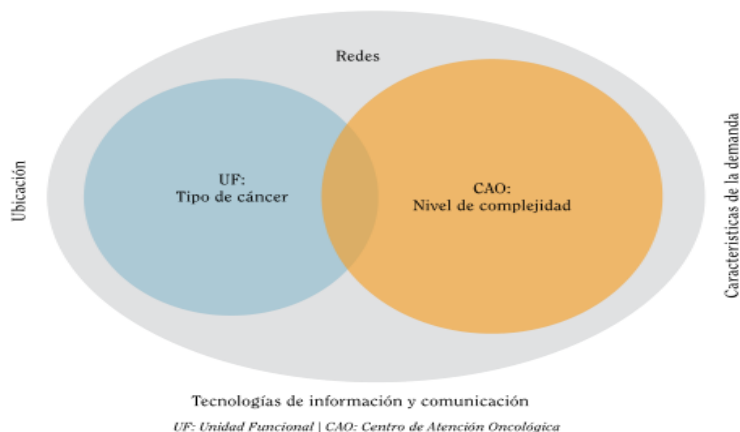 Redes
Ubicación
UF:
Tipo de cáncer
CAO:
Nivel de complejidad
Características de la demanda
Tecnologías de información y comunicación
UF: Unidad Funcional | CAO: Centro de Atención Oncológica